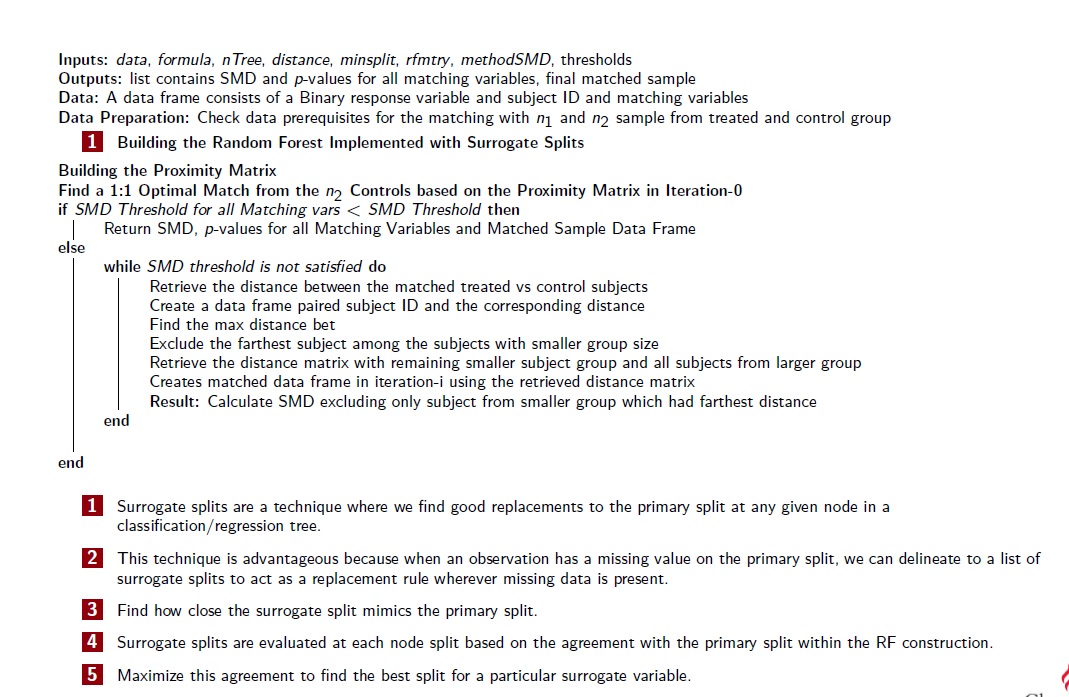 Inputs: data, formula, nTree, distance, minsplit, rfmtry, methodSMD, thresholds
Outputs: list contains SMD and p-values for all matching variables, final matched sample
Data: A data frame consists of a Binary response variable and subject ID and matching variables
Data Preparation: Check data prerequisites for the matching with n1 and n2 sample from treated and control group
1 Building the Random Forest Implemented with Surrogate Splits
Building the Proximity Matrix
Find a 1:1 Optimal Match from the n2 Controls based on the Proximity Matrix in Iteration-0
if SMD Threshold for all Matching vars < SMD Threshold then
Return SMD, p-values for all Matching Variables and Matched Sample Data Frame
else
while SMD threshold is not satisfied do
Retrieve the distance between the matched treated vs control subjects
Create a data frame paired subject ID and the corresponding distance
Find the max distance bet
Exclude the farthest subject among the subjects with smaller group size
Retrieve the distance matrix with remaining smaller subject group and all subjects from larger group
Creates matched data frame in iteration-i using the retrieved distance matrix
Result: Calculate SMD excluding only subject from smaller group which had farthest distance
end
end
1 Surrogate splits are a technique where we find good replacements to the primary split at any given node in a
classification/regression tree.
2 This technique is advantageous because when an observation has a missing value on the primary split, we can delineate to a list of
surrogate splits to act as a replacement rule wherever missing data is present.
3 Find how close the surrogate split mimics the primary split.
4 Surrogate splits are evaluated at each node split based on the agreement with the primary split within the RF construction.
5 Maximize this agreement to find the best split for a particular surrogate variable.